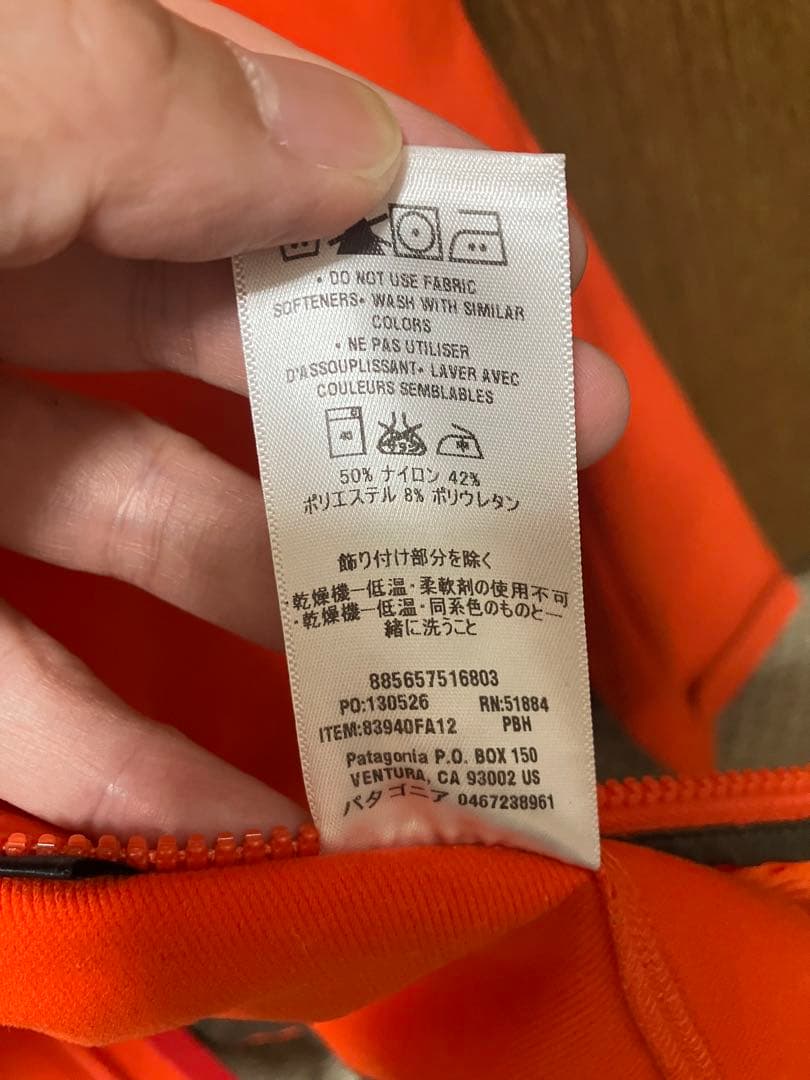 • DO NOT USE FABRIC
SOFTENERS• WASH WITH SIMILAR
COLORS
• NE PAS UTILISER
D'ASSOUPLISSANT• LAVER AVEC
COULEURS SEMBLABLES
40
中
50% ナイロン 42%
ポリエステル 8% ポリウレタン
飾り付け部分を除く
・乾燥機ー低温・柔軟剤の使用不可
・乾燥機ー低温・同系色のものと一
緒に洗うこと
885657516803
PO:130526 RN:51884
ITEM:83940FA12 PBH
Patagonia P.O. BOX 150
VENTURA, CA 93002 US
パタゴニア 0467238961